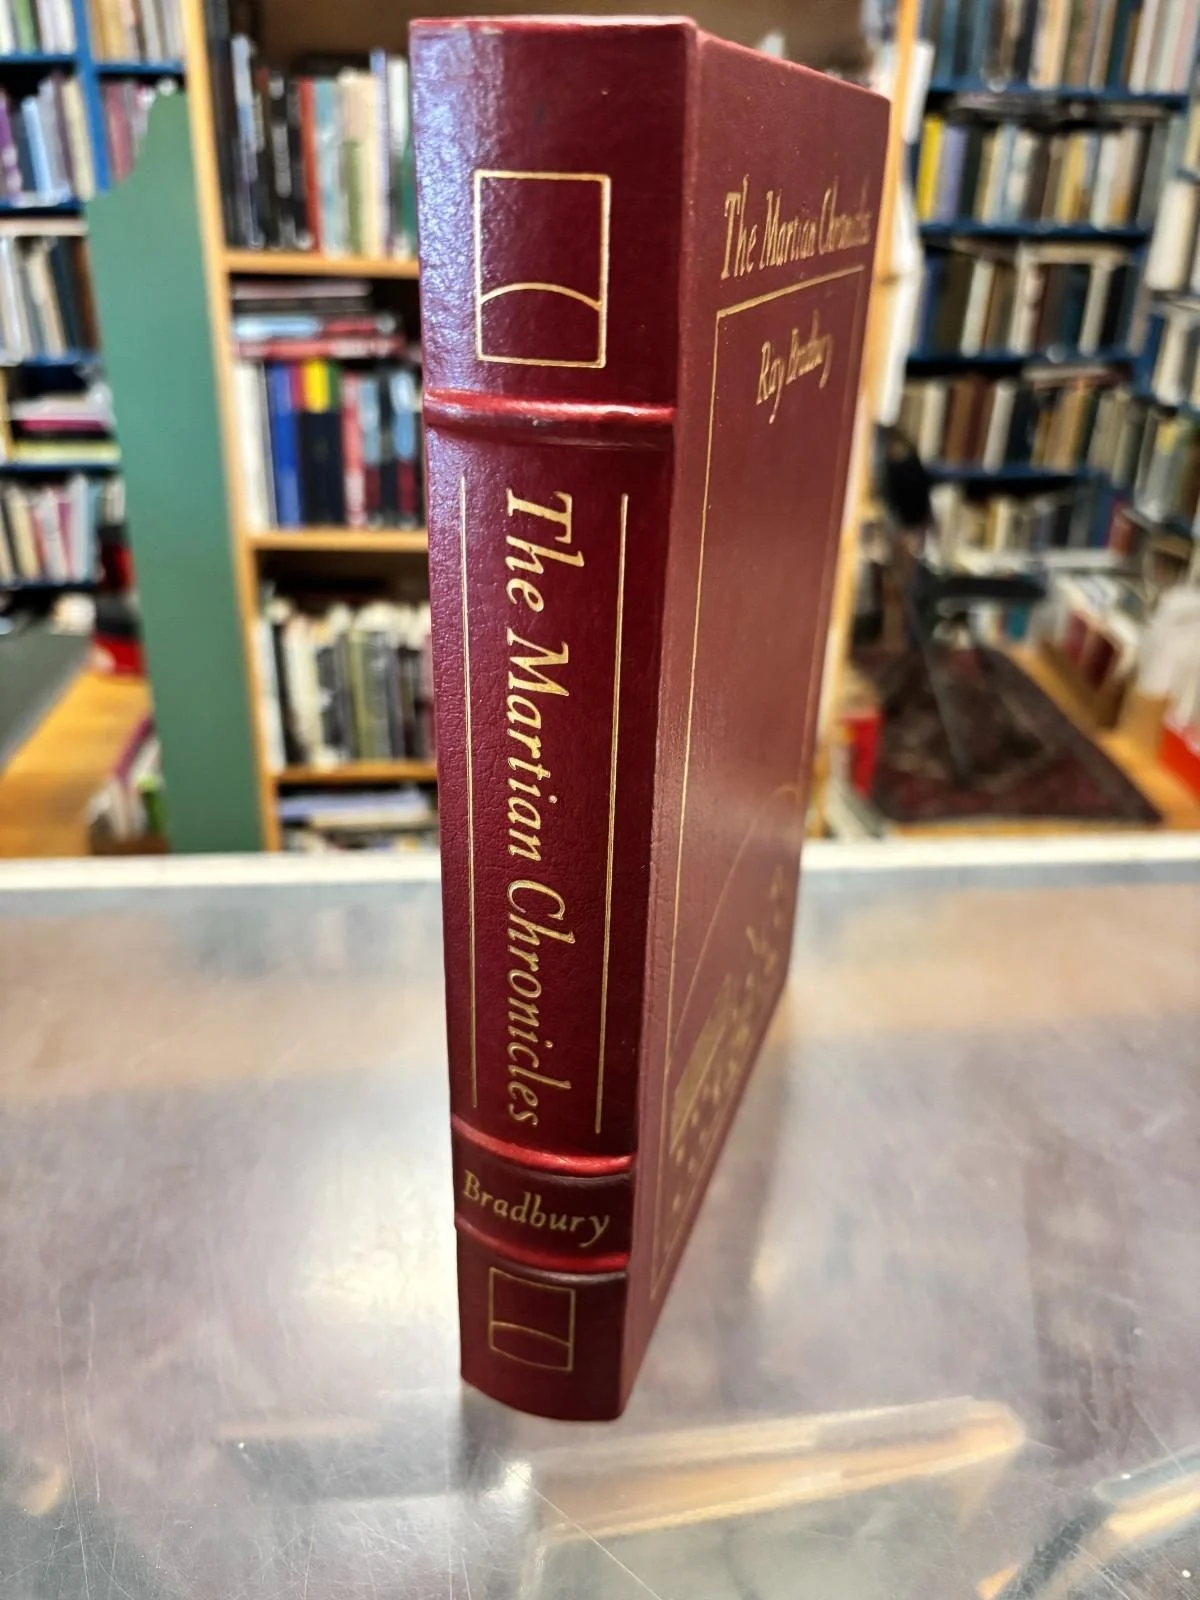 The Martian Chronicles
Bradbury
The Martian Chronicles
Ray Bradbury